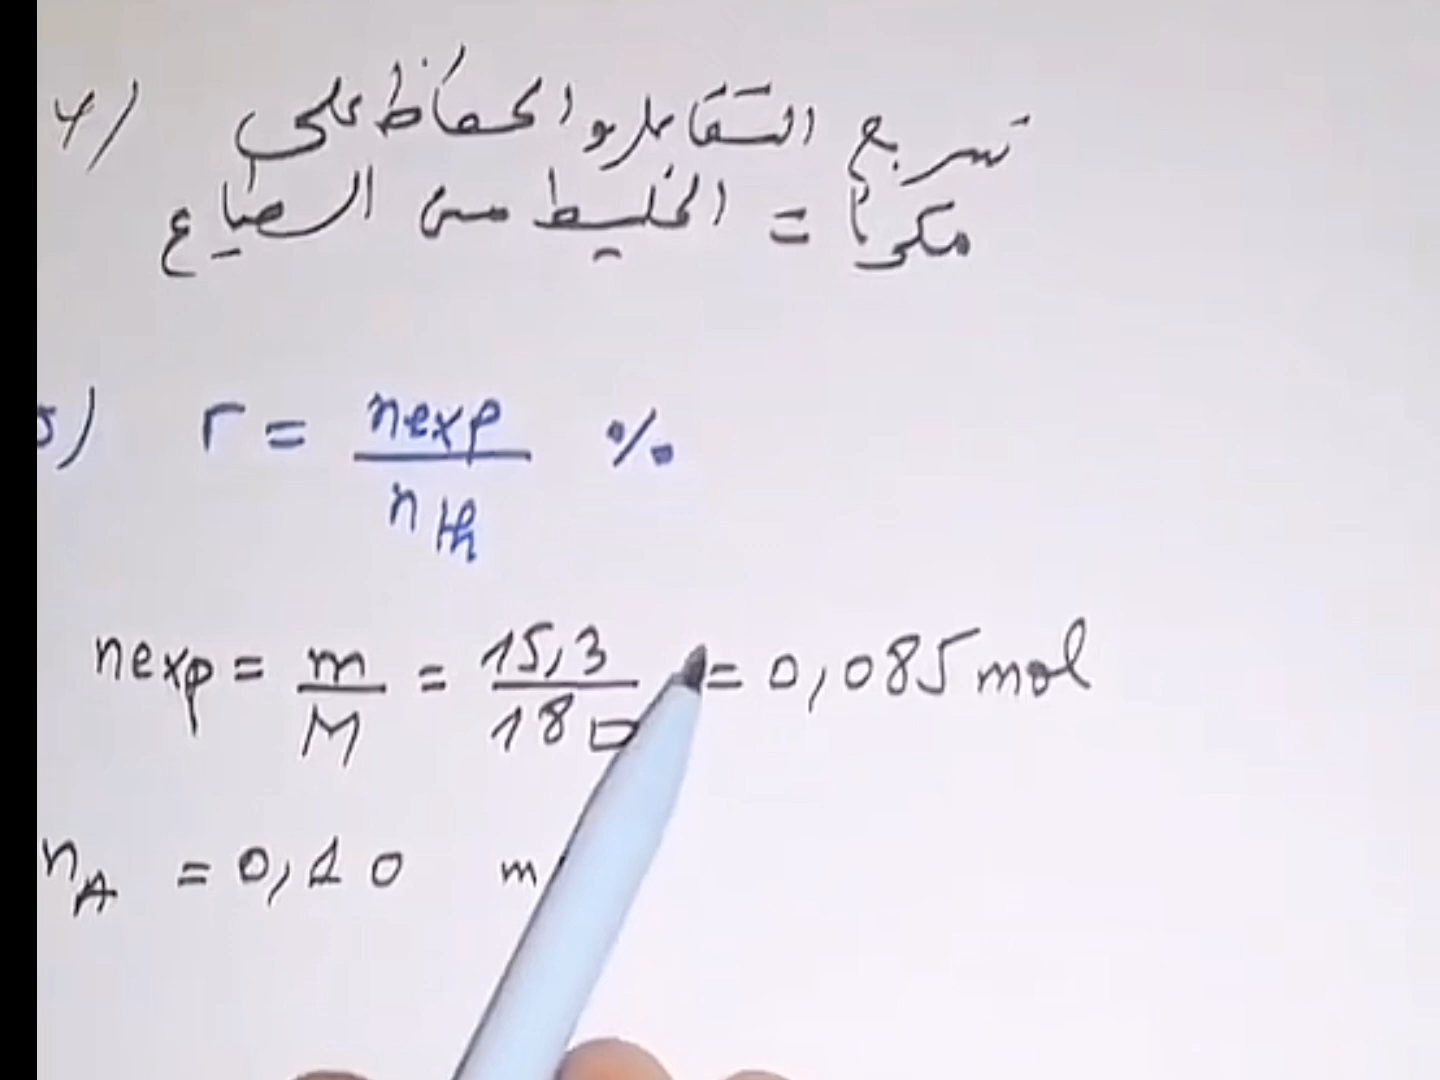 4) تسريع التفاعل والحفاظ على
مكونات = الخليط من الضياع
5) r = nexp / nth %
nexp = m / M = 15,3 / 180 = 0,085 mol
nA = 0,10 m